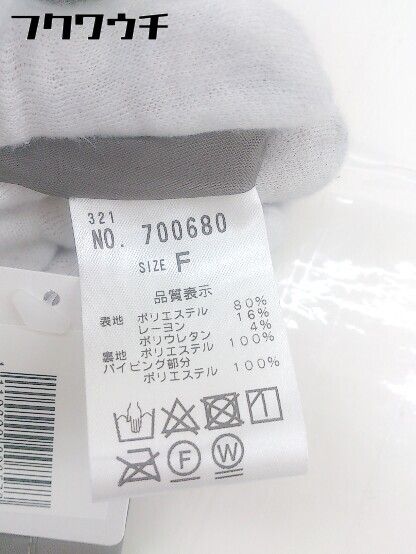 フクワウチ
321
NO. 700680
SIZE F
品質表示
表地 ポリエステル 80%
レーヨン 16%
ポリウレタン 4%
裏地 ポリエステル 100%
パイピング部分
ポリエステル 100%
F W